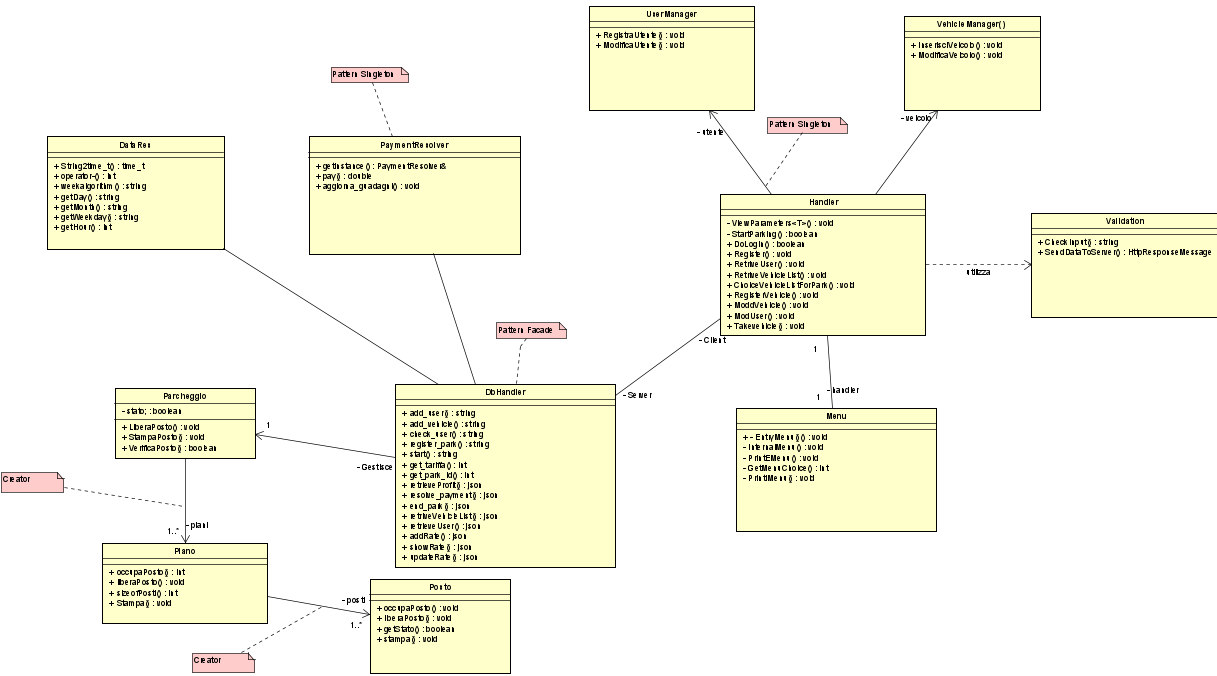 UserManager
+ RegistraUtente() : void
+ ModificaUtente() : void
VehicleManager()
+ InserisciVeicolo() : void
+ ModificaVeicolo() : void
Pattern Singleton
Pattern Singleton
- utente
- veicolo
DataRec
+ String2time_t() : time_t
+ operator-() : int
+ weekalgorithm() : string
+ getDay() : string
+ getMonth() : string
+ getWeekday() : string
+ getHour() : int
PaymentResolver
+ getInstance() : PaymentResolver&
+ pay() : double
+ aggiorna_guadagni() : void
Handler
- ViewParameters<T>() : void
- StartParking() : boolean
+ DoLogin() : boolean
+ Register() : void
+ RetriveUser() : void
+ RetriveVehicleList() : void
+ ChoiceVehicleListForPark() : void
+ RegisterVehicle() : void
+ ModdVehicle() : void
+ ModUser() : void
+ Takevehicle() : void
Validation
+ CheckInput() : string
+ SendDataToServer() : HttpResponseMessage
utilizza
Pattern Facade
- Client
- Server
1
- handler
1
Menu
+ - EntryMenu()() : void
- InternalMenu() : void
- PrintEMenu() : void
- GetMenuChoice() : int
- PrintIMenu() : void
DbHandler
+ add_user() : string
+ add_vehicle() : string
+ check_user() : string
+ register_park() : string
+ start() : string
+ get_tariffa() : int
+ get_park_id() : int
+ retrieveProfit() : json
+ resolve_payment() : json
+ end_park() : json
+ retriveVehicleList() : json
+ retrieveUser() : json
+ addRate() : json
+ showRate() : json
+ updateRate() : json
Parcheggio
- stato; : boolean
+ LiberaPosto() : void
+ StampaPosto() : void
+ VerificaPosto() : boolean
1
- Gestisce
Creator
- piani
1..*
Piano
+ occupaPosto() : int
+ liberaPosto() : void
+ sizeofPosti() : int
+ Stampa() : void
- posti
1..*
Posto
+ occupaPosto() : void
+ liberaPosto() : void
+ getStato() : boolean
+ stampa() : void
Creator